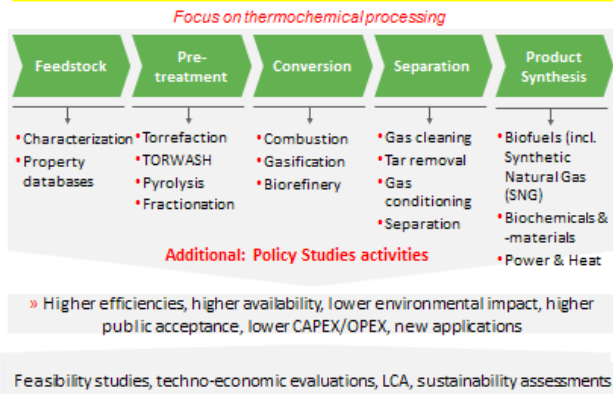 Focus on thermochemical processing
Feedstock
Pre-
treatment
Conversion
Separation
Product
Synthesis
•Characterization
•Property
databases
•Torrefaction
•TORWASH
•Pyrolysis
•Fractionation
•Combustion
•Gasification
•Biorefinery
•Gas cleaning
•Tar removal
•Gas
conditioning
•Separation
•Biofuels (incl.
Synthetic
Natural Gas
(SNG)
•Biochemicals &
-materials
•Power & Heat
Additional: Policy Studies activities
» Higher efficiencies, higher availability, lower environmental impact, higher
public acceptance, lower CAPEX/OPEX, new applications
Feasibility studies, techno-economic evaluations, LCA, sustainability assessments